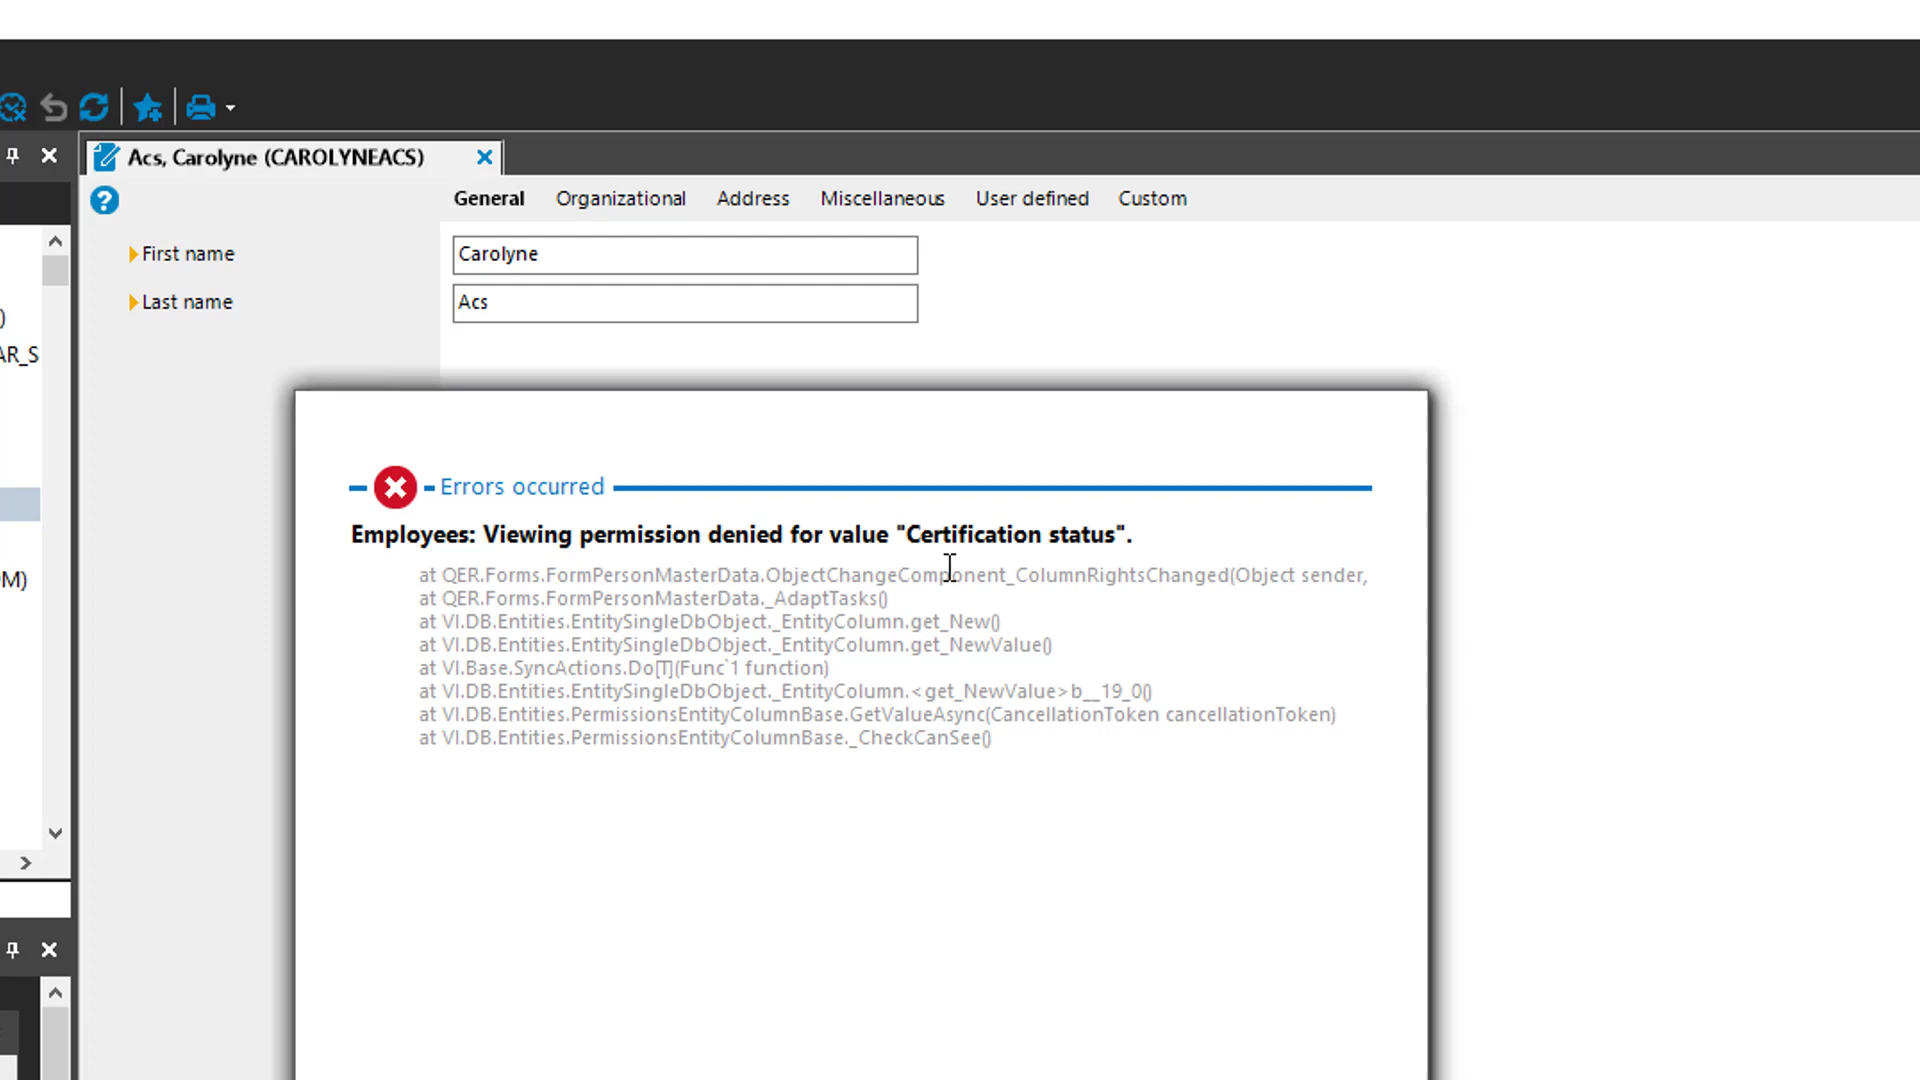 Acs, Carolyne (CAROLYNEACS)
General Organizational Address Miscellaneous User defined Custom
First name Carolyne
Last name Acs
)
AR_S
Errors occurred
Employees: Viewing permission denied for value "Certification status".
at QER.Forms.FormPersonMasterData.ObjectChangeComponent_ColumnRightsChanged(Object sender,
at QER.Forms.FormPersonMasterData._AdaptTasks()
at VI.DB.Entities.EntitySingleDbObject._EntityColumn.get_New()
at VI.DB.Entities.EntitySingleDbObject._EntityColumn.get_NewValue()
at VI.Base.SyncActions.Do[T](Func`1 function)
at VI.DB.Entities.EntitySingleDbObject._EntityColumn.<get_NewValue>b__19_0()
at VI.DB.Entities.PermissionsEntityColumnBase.GetValueAsync(CancellationToken cancellationToken)
at VI.DB.Entities.PermissionsEntityColumnBase._CheckCanSee()